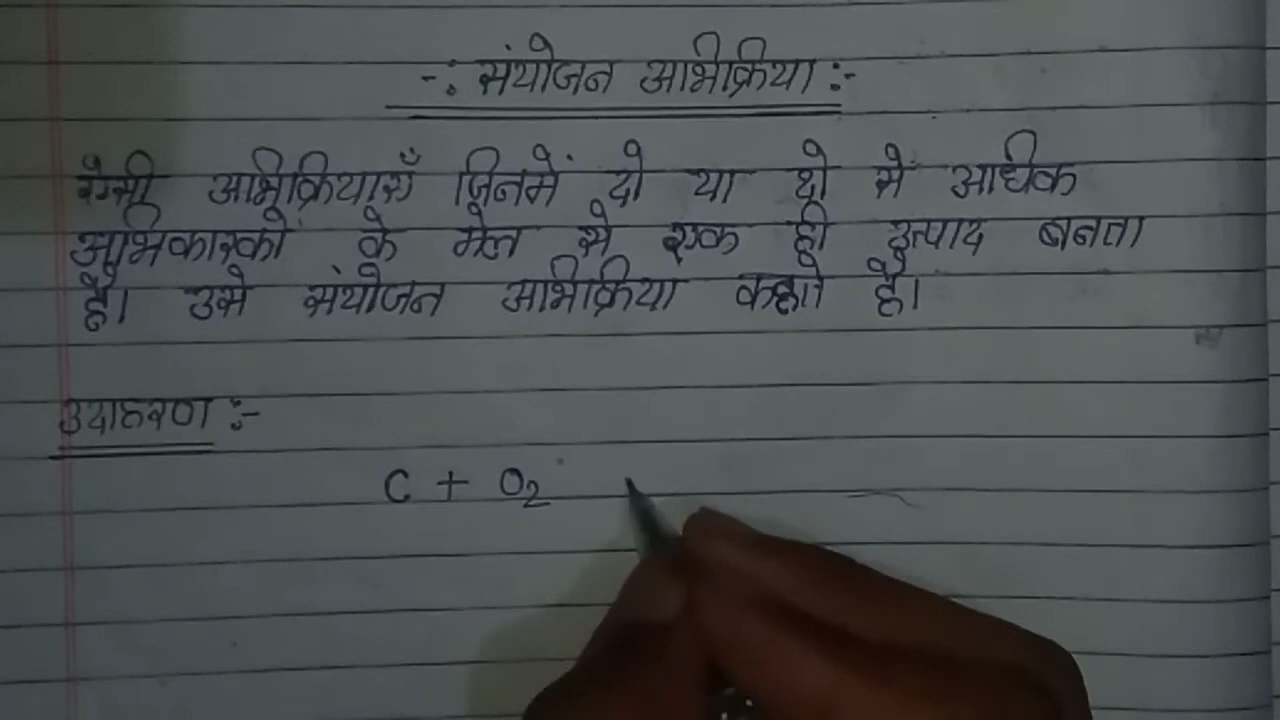 -: संयोजन अभिक्रिया :-
ऐसी अभिक्रियाएँ जिनमें दो या दो से अधिक
अभिकारकों के मेल से एक ही उत्पाद बनता
है। उसे संयोजन अभिक्रिया कहते है।
उदाहरण :-
C + O₂